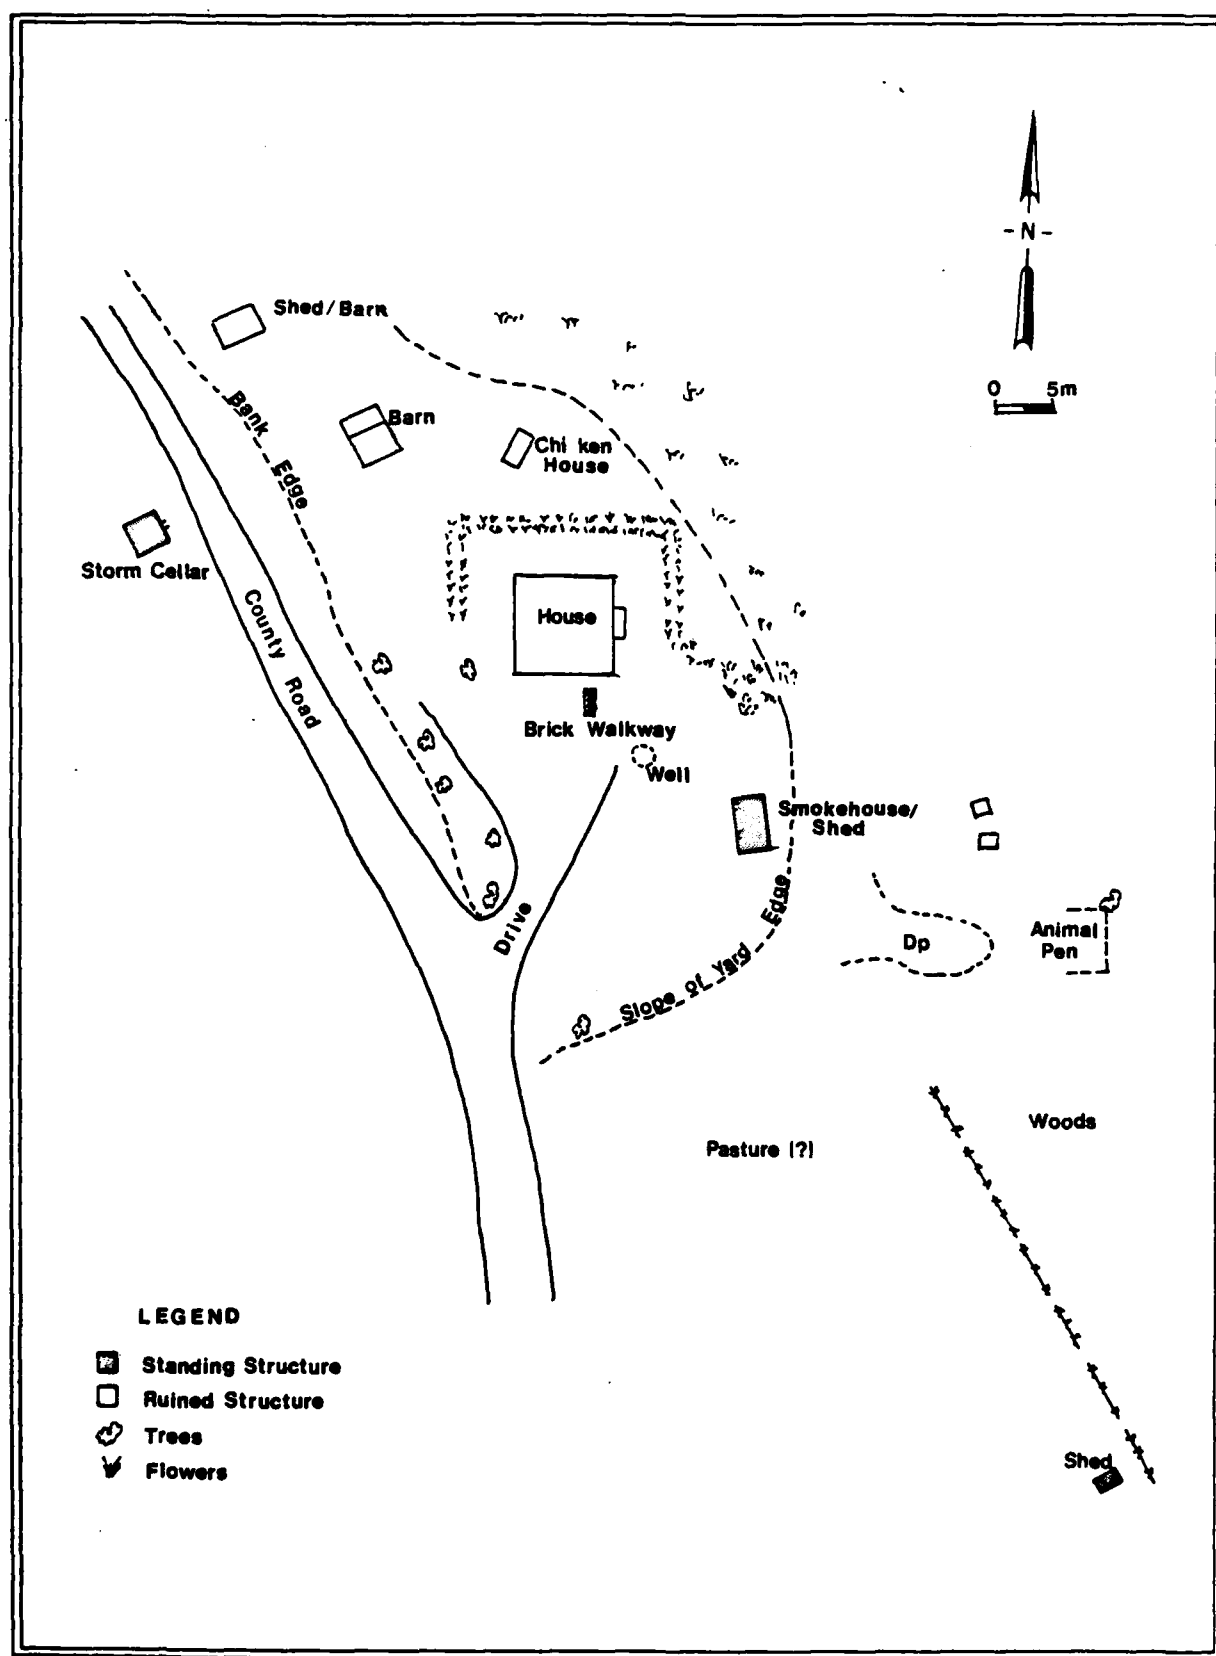 - N -
0 5m
Shed/Barn
Bank Edge
Barn
Chi ken
House
Storm Cellar
County Road
House
Brick Walkway
Well
Smokehouse/
Shed
Drive
Slope of Yard Edge
Dp
Animal
Pen
Woods
Pasture (?)
Shed
LEGEND
Standing Structure
Ruined Structure
Trees
Flowers